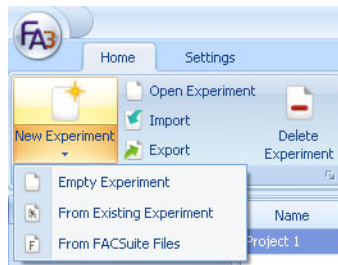 FA3
Home Settings
Open Experiment
Import
New Experiment
Export
Delete
Experiment
Empty Experiment
From Existing Experiment
From FACSuite Files
F
Name
Project 1